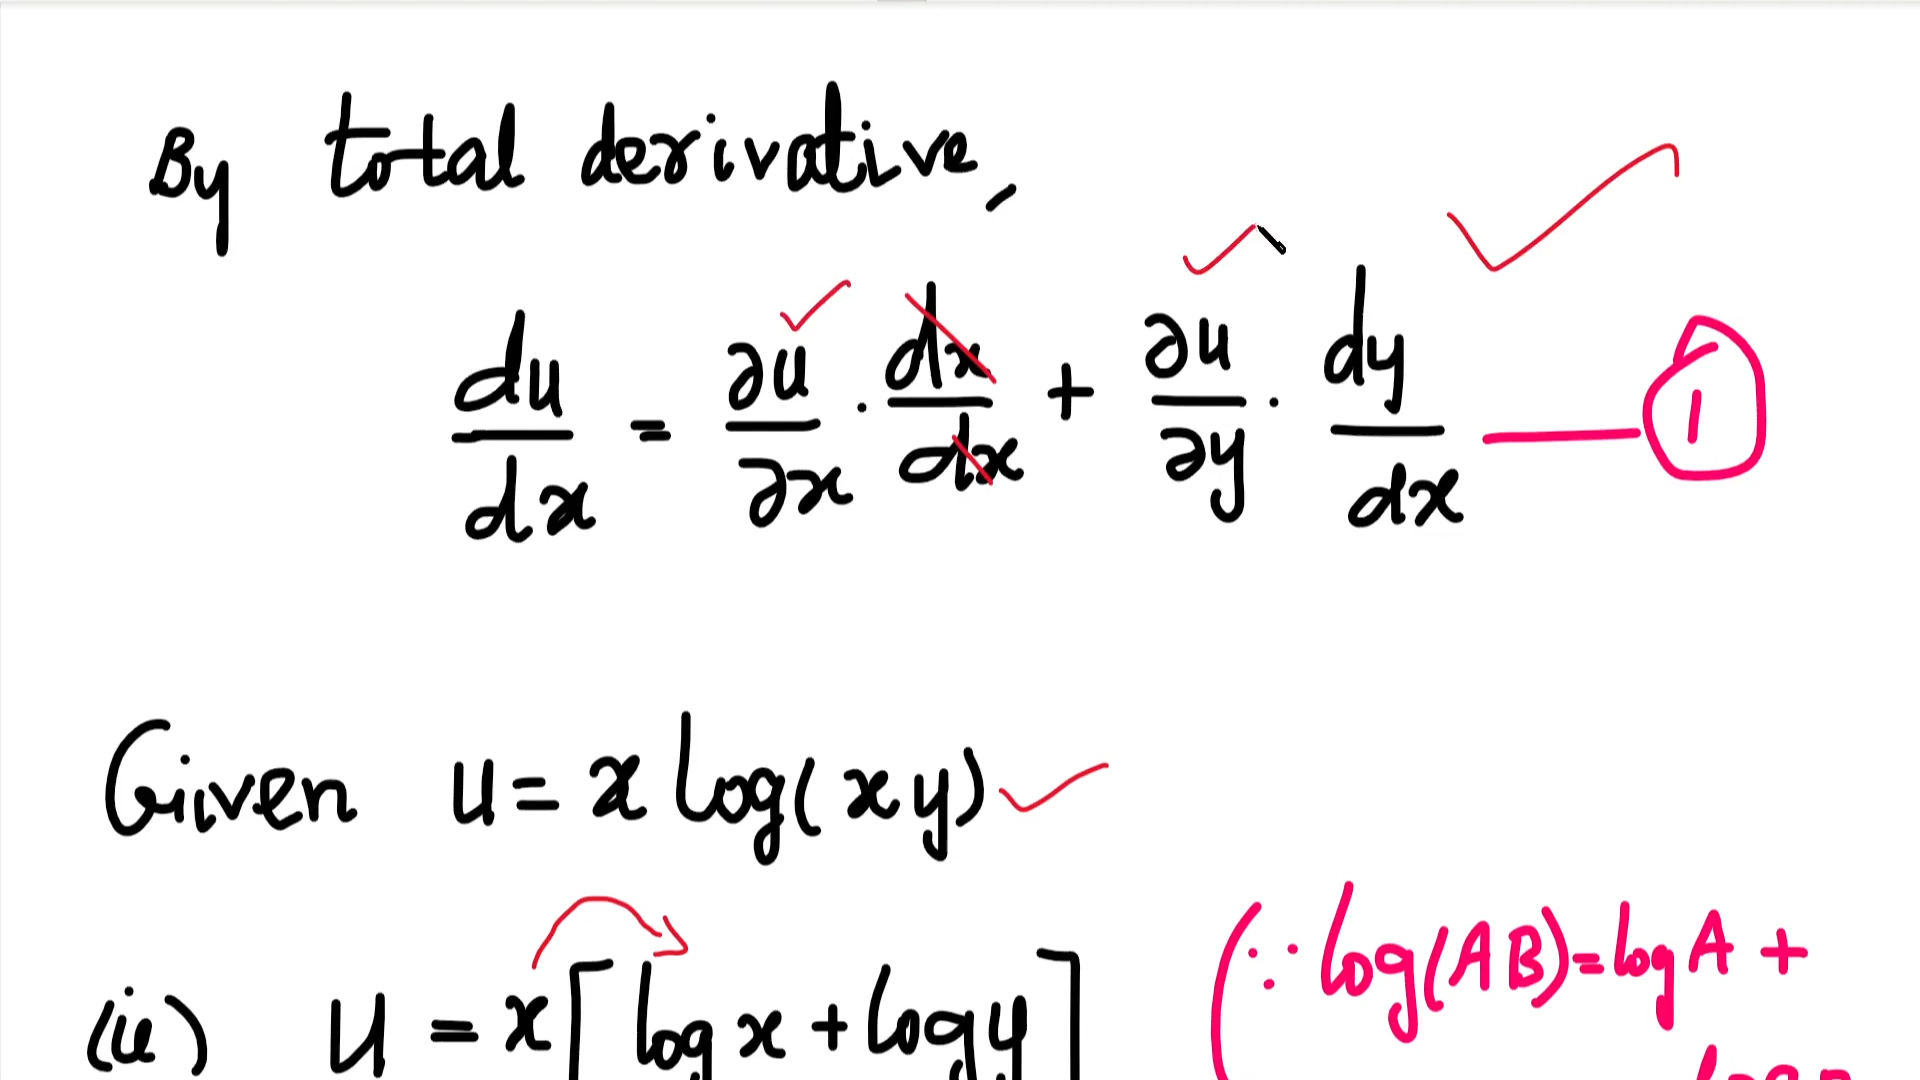 By total derivative,
du/dx = ∂u/∂x · dx/dx + ∂u/∂y · dy/dx — 1
Given u = x log(xy)
(ie) u = x[log x + log y]
(∵ log(AB) = log A +